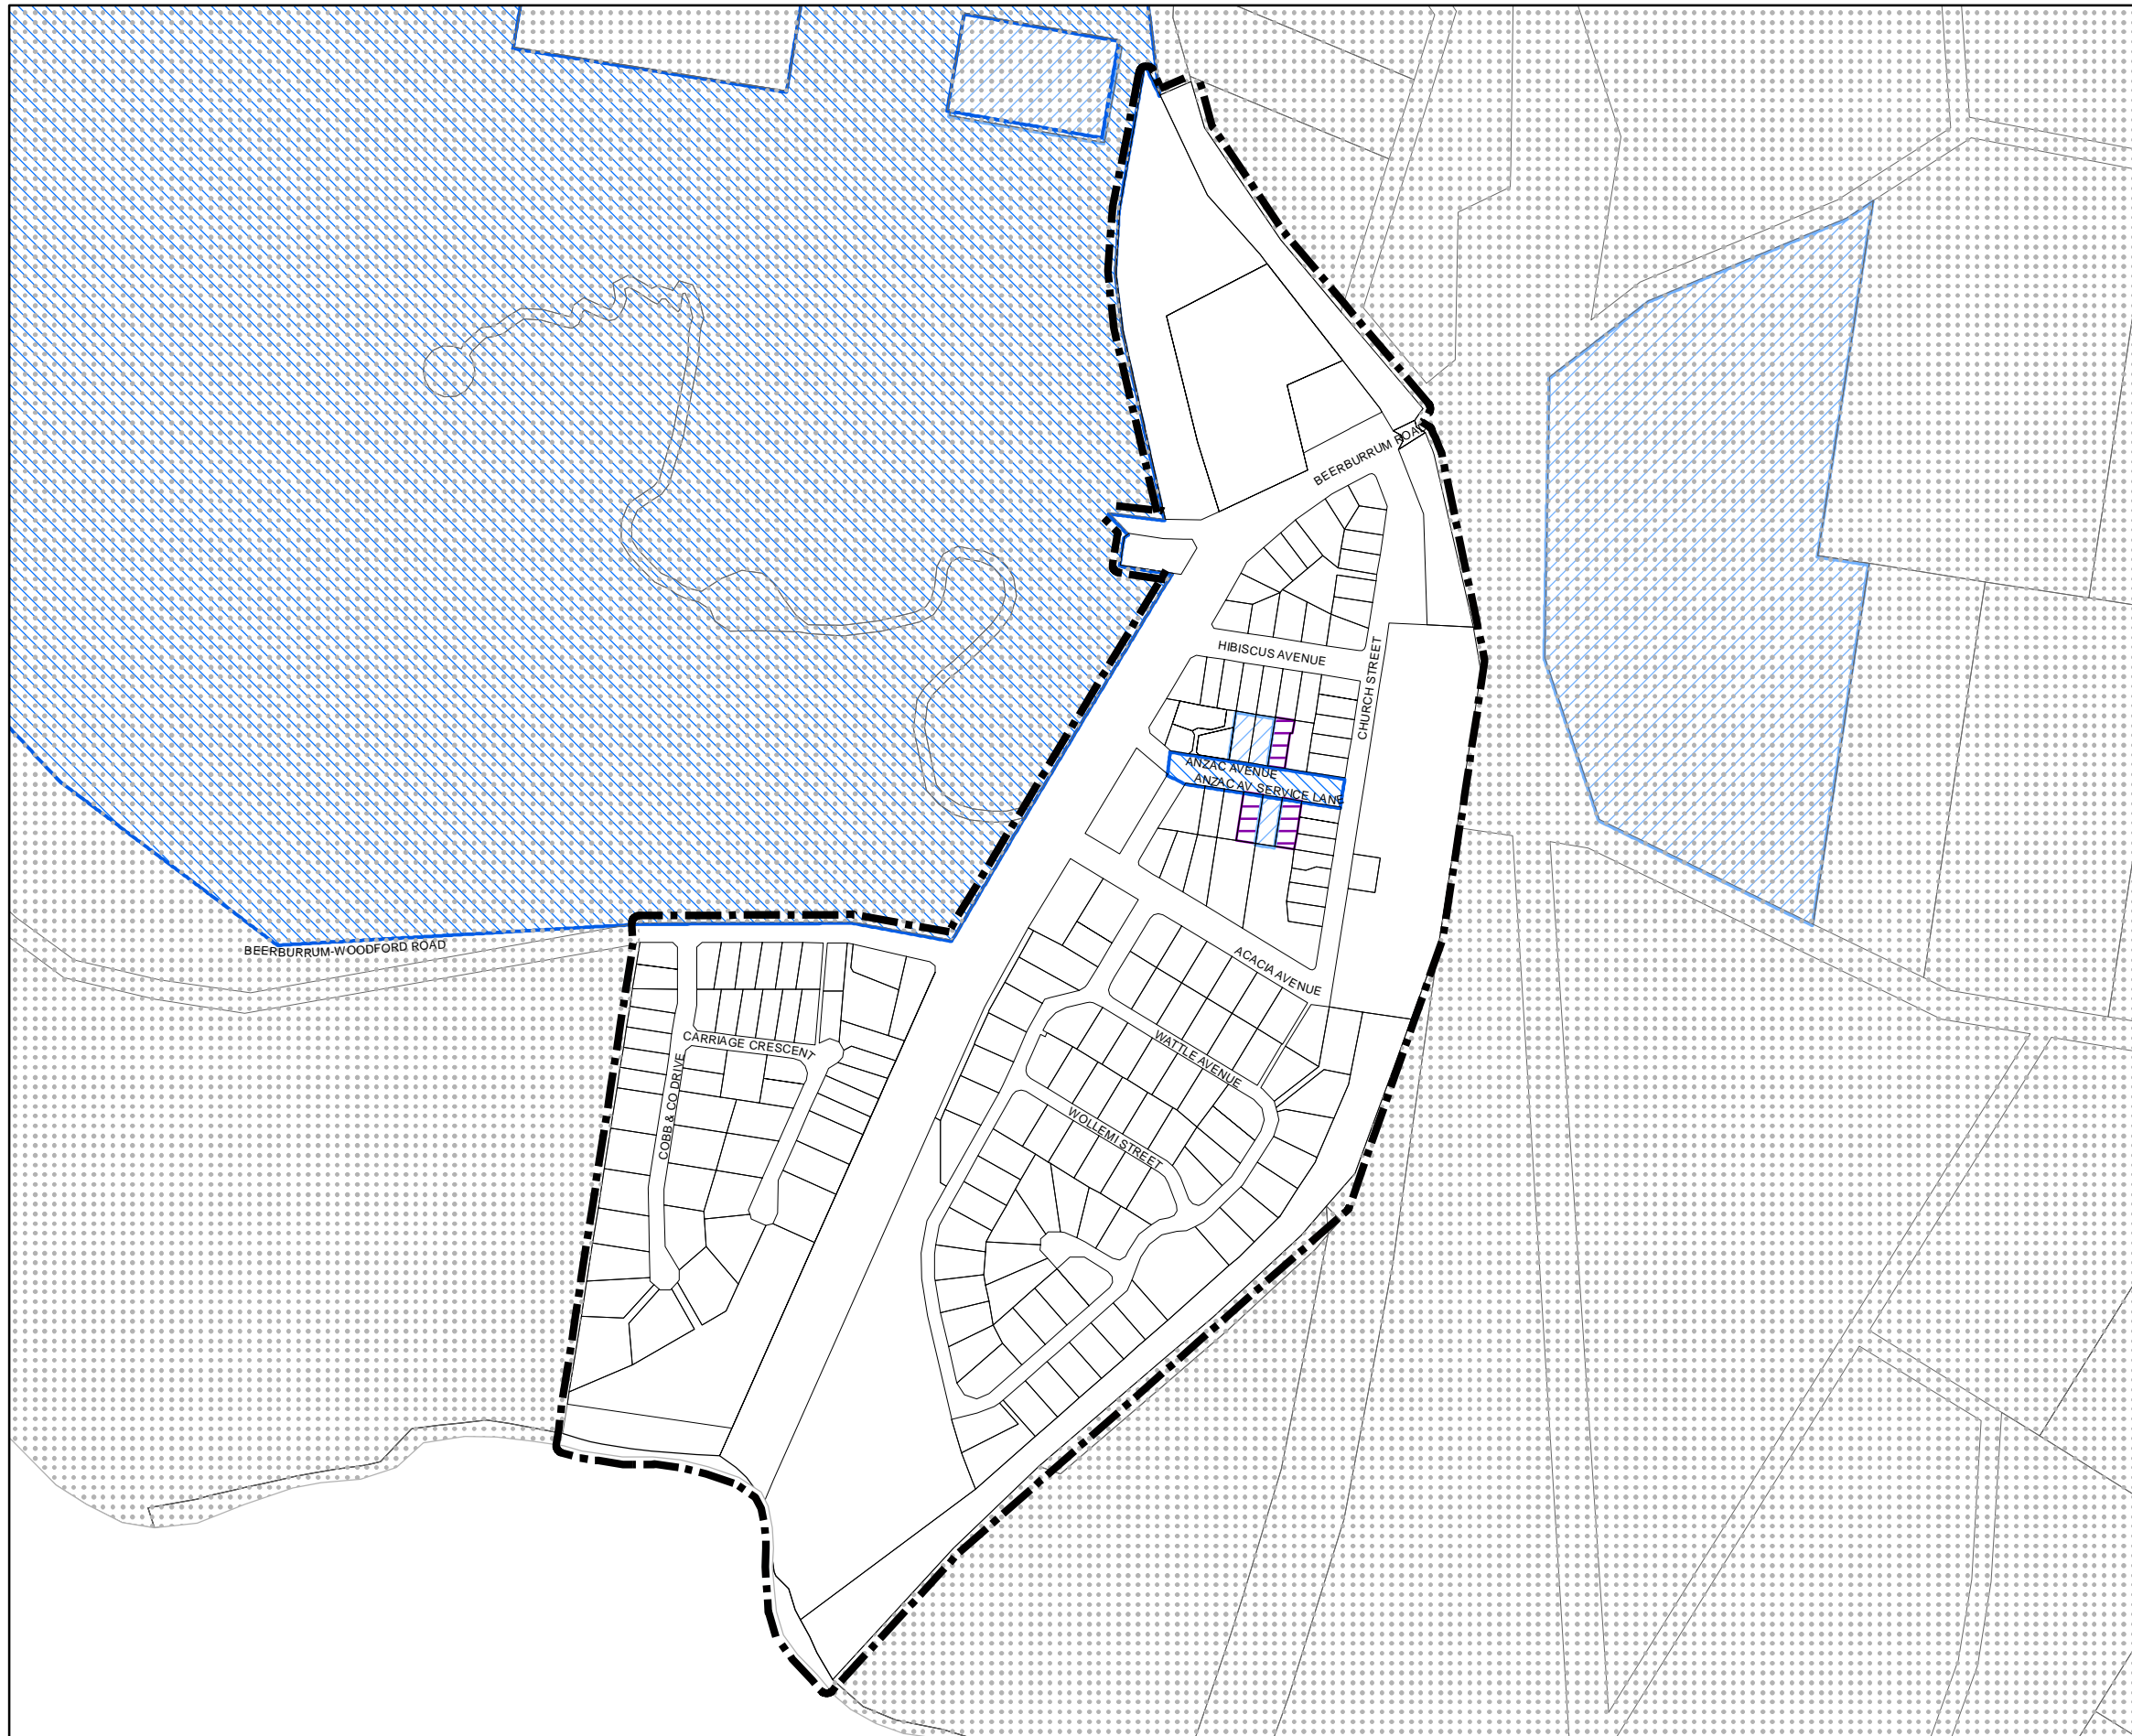 BEERBURRUM ROAD
HIBISCUS AVENUE
CHURCH STREET
ANZAC AVENUE
ANZAC AV SERVICE LANE
BEERBURRUM-WOODFORD ROAD
ACACIA AVENUE
CARRIAGE CRESCENT
WATTLE AVENUE
COBB & CO DRIVE
WOLLEMI STREET